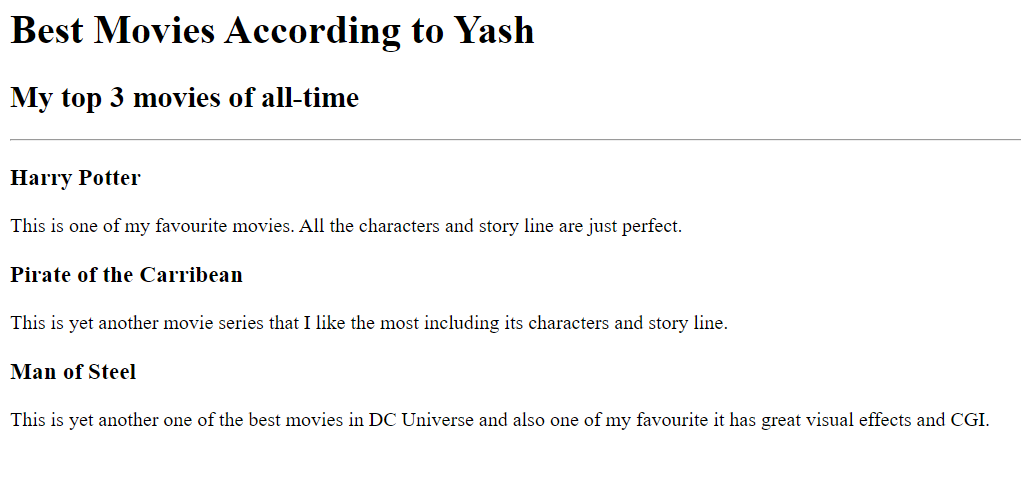 Best Movies According to Yash
My top 3 movies of all-time
Harry Potter
This is one of my favourite movies. All the characters and story line are just perfect.
Pirate of the Carribean
This is yet another movie series that I like the most including its characters and story line.
Man of Steel
This is yet another one of the best movies in DC Universe and also one of my favourite it has great visual effects and CGI.